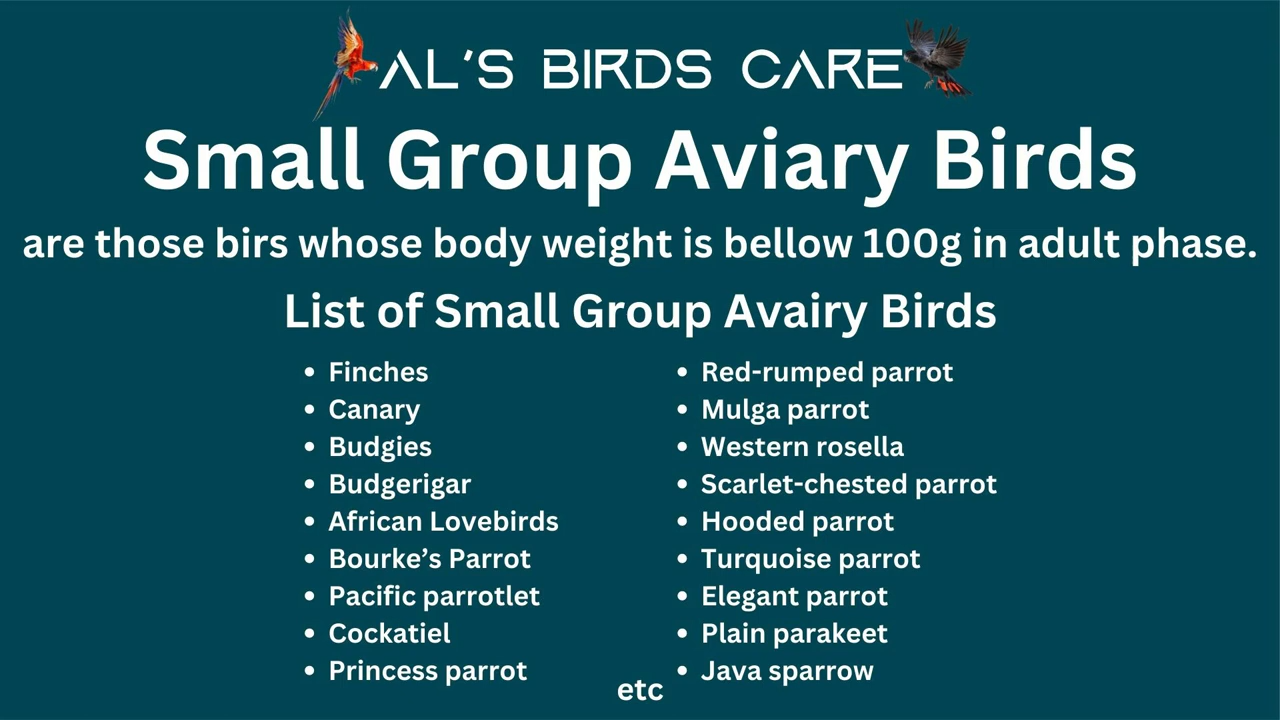 AL'S BIRDS CARE
Small Group Aviary Birds
are those birs whose body weight is bellow 100g in adult phase.
List of Small Group Avairy Birds
• Finches
• Canary
• Budgies
• Budgerigar
• African Lovebirds
• Bourke’s Parrot
• Pacific parrotlet
• Cockatiel
• Princess parrot
• Red-rumped parrot
• Mulga parrot
• Western rosella
• Scarlet-chested parrot
• Hooded parrot
• Turquoise parrot
• Elegant parrot
• Plain parakeet
• Java sparrow
etc